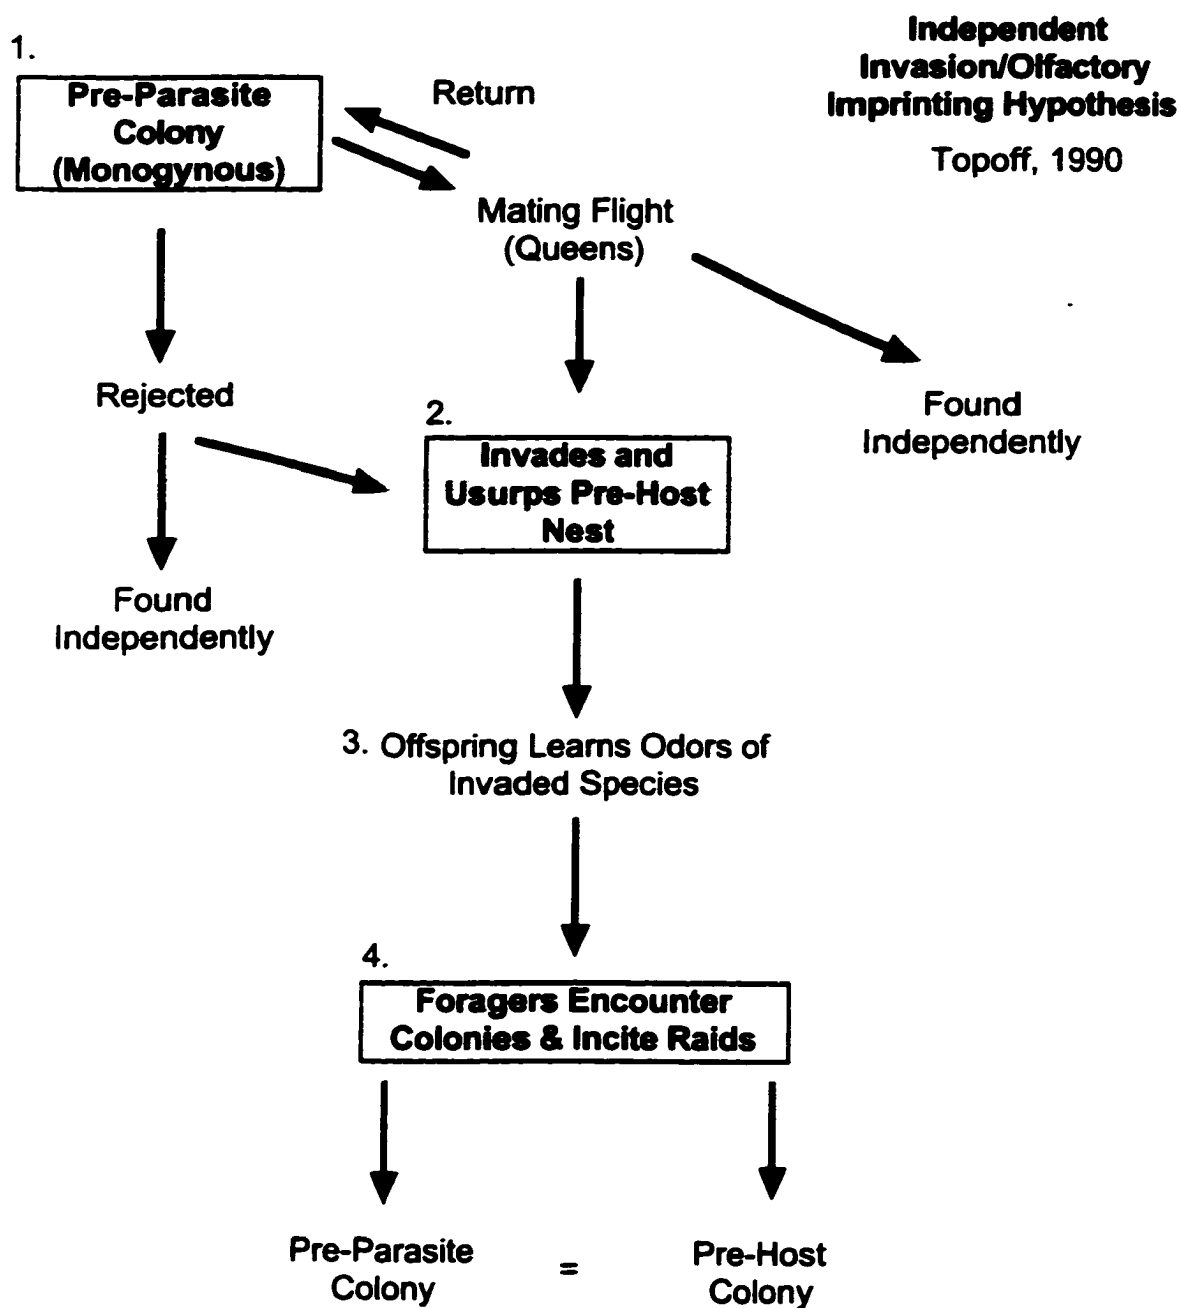 Independent
Invasion/Olfactory
Imprinting Hypothesis
Topoff, 1990
1.
Pre-Parasite
Colony
(Monogynous)
Return
Mating Flight
(Queens)
Rejected
Found
Independently
2.
Invades and
Usurps Pre-Host
Nest
Found
Independently
3. Offspring Learns Odors of
Invaded Species
4.
Foragers Encounter
Colonies & Incite Raids
Pre-Parasite
Colony
=
Pre-Host
Colony